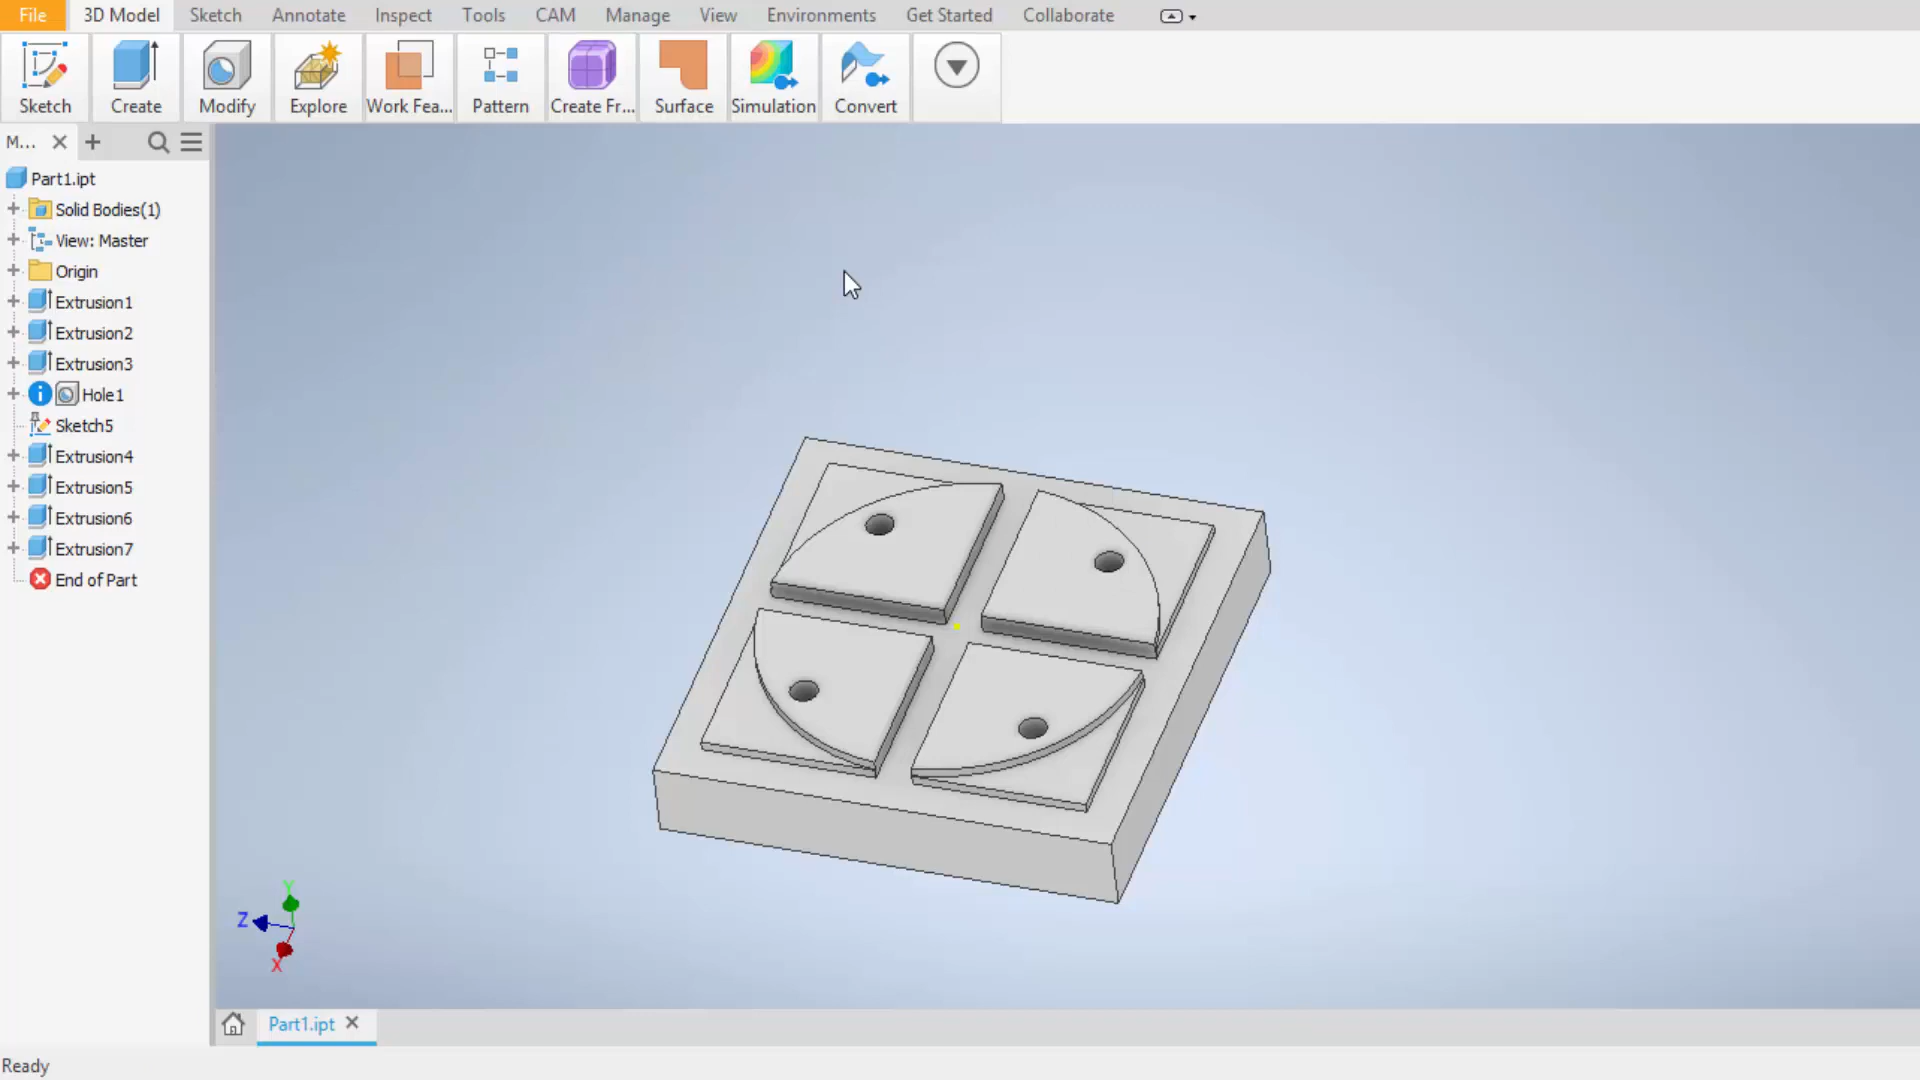 File 3D Model Sketch Annotate Inspect Tools CAM Manage View Environments Get Started Collaborate
Sketch Create Modify Explore Work Fea... Pattern Create Fr... Surface Simulation Convert
M...
Part1.ipt
Solid Bodies(1)
View: Master
Origin
Extrusion1
Extrusion2
Extrusion3
Hole1
Sketch5
Extrusion4
Extrusion5
Extrusion6
Extrusion7
End of Part
Y
Z
X
Part1.ipt
Ready